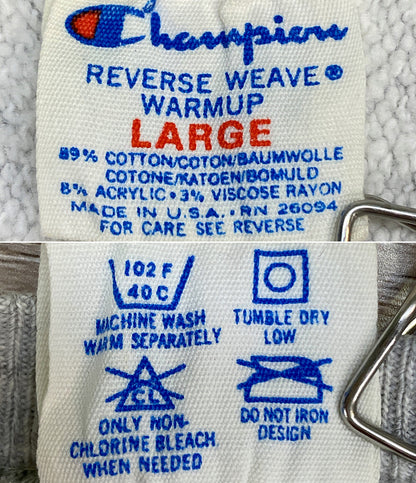 Champion
REVERSE WEAVE®
WARMUP
LARGE
89% COTTON/COTON/BAUMWOLLE
COTONE/KATOEN/BOMULD
8% ACRYLIC · 3% VISCOSE RAYON
MADE IN U.S.A. · RN 26094
FOR CARE SEE REVERSE
102 F
40 C
MACHINE WASH
WARM SEPARATELY
TUMBLE DRY
LOW
CL
ONLY NON-
CHLORINE BLEACH
WHEN NEEDED
DO NOT IRON
DESIGN